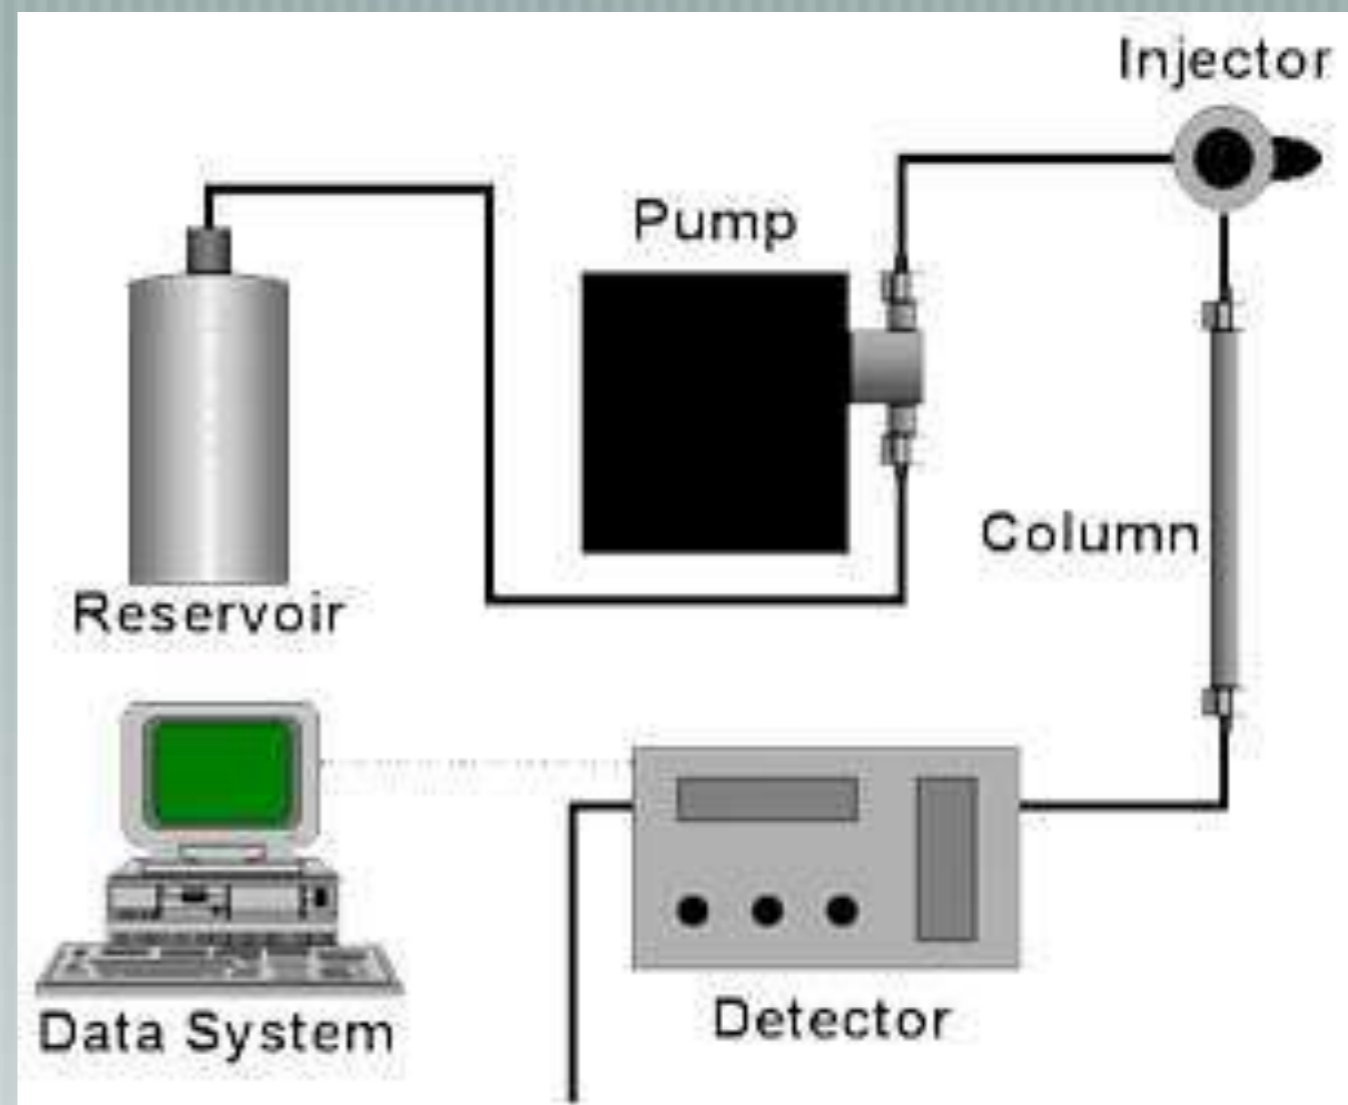 Injector
Pump
Column
Reservoir
Data System
Detector